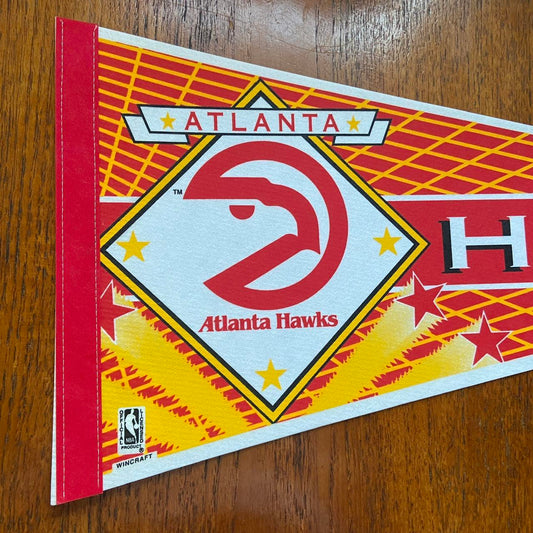 ATLANTA
TM
H
Atlanta Hawks
OFFICIAL LICENSED
NBA
PRODUCT
®
WINCRAFT